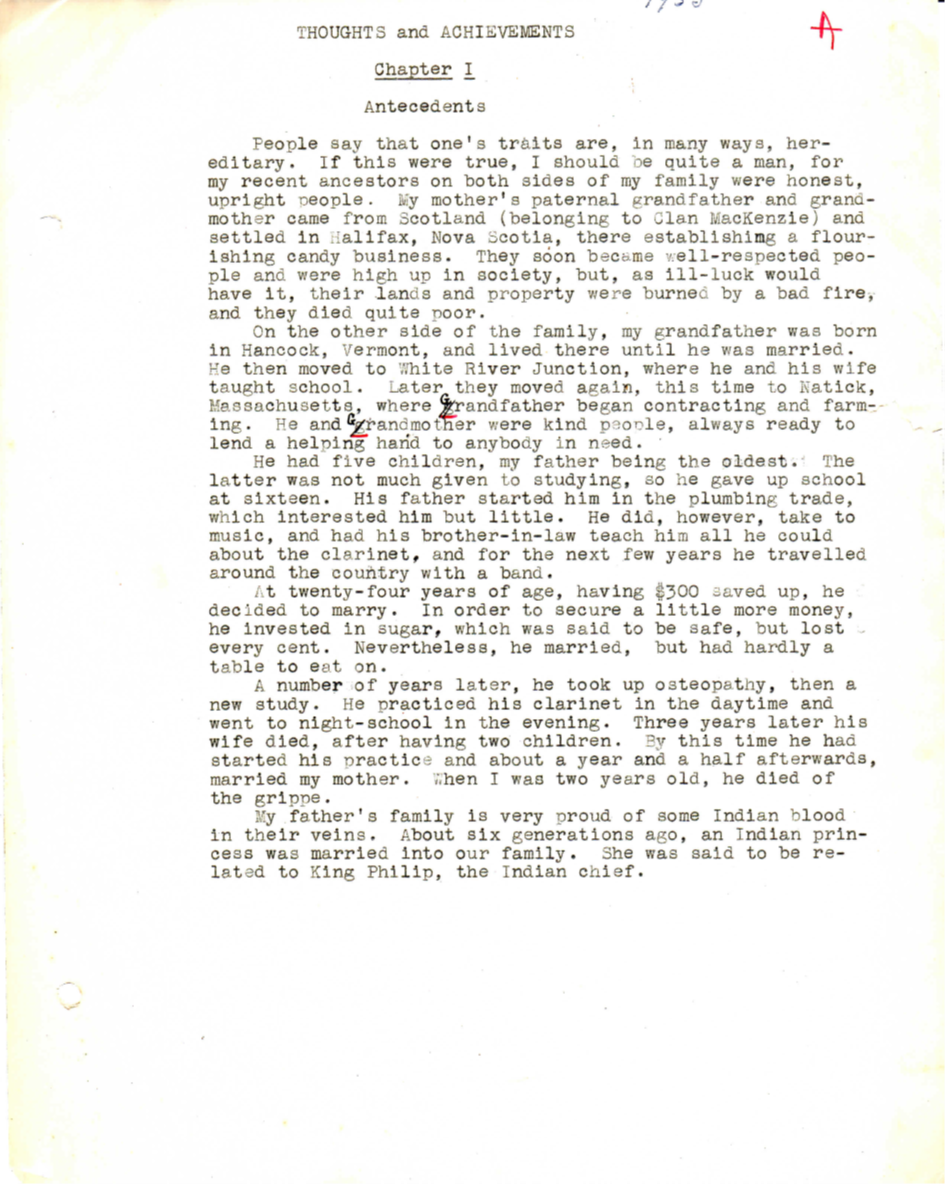 THOUGHTS and ACHIEVEMENTS
A
Chapter I
Antecedents
People say that one's traits are, in many ways, her-
editary. If this were true, I should be quite a man, for
my recent ancestors on both sides of my family were honest,
upright people. My mother's paternal grandfather and grand-
mother came from Scotland (belonging to Clan MacKenzie) and
settled in Halifax, Nova Scotia, there establishing a flour-
ishing candy business. They soon became well-respected peo-
ple and were high up in society, but, as ill-luck would
have it, their lands and property were burned by a bad fire,
and they died quite poor.
On the other side of the family, my grandfather was born
in Hancock, Vermont, and lived there until he was married.
He then moved to White River Junction, where he and his wife
taught school. Later they moved again, this time to Natick,
Massachusetts, where Grandfather began contracting and farm-
ing. He and Grandmother were kind people, always ready to
lend a helping hand to anybody in need.
He had five children, my father being the oldest. The
latter was not much given to studying, so he gave up school
at sixteen. His father started him in the plumbing trade,
which interested him but little. He did, however, take to
music, and had his brother-in-law teach him all he could
about the clarinet, and for the next few years he travelled
around the country with a band.
At twenty-four years of age, having $300 saved up, he
decided to marry. In order to secure a little more money,
he invested in sugar, which was said to be safe, but lost
every cent. Nevertheless, he married, but had hardly a
table to eat on.
A number of years later, he took up osteopathy, then a
new study. He practiced his clarinet in the daytime and
went to night-school in the evening. Three years later his
wife died, after having two children. By this time he had
started his practice and about a year and a half afterwards,
married my mother. When I was two years old, he died of
the grippe.
My father's family is very proud of some Indian blood
in their veins. About six generations ago, an Indian prin-
cess was married into our family. She was said to be re-
lated to King Philip, the Indian chief.